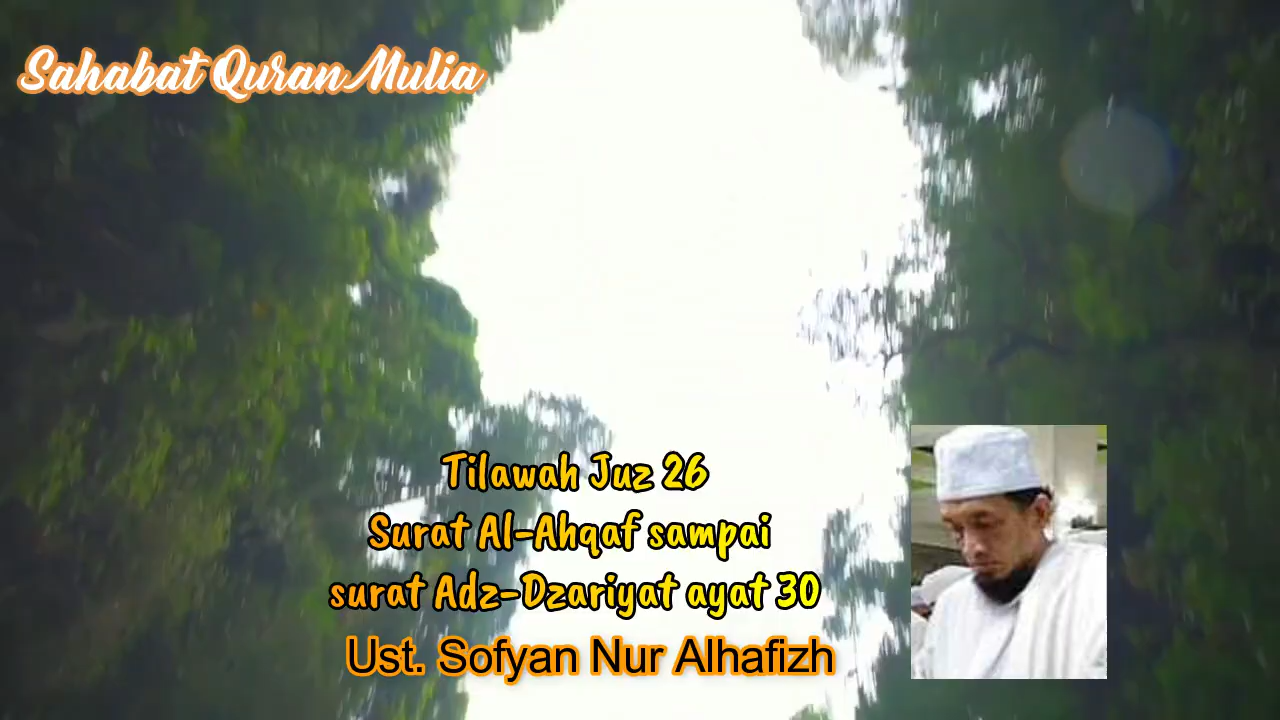 Sahabat Quran Mulia
Tilawah Juz 26
Surat Al-Ahqaf sampai
surat Adz-Dzariyat ayat 30
Ust. Sofyan Nur Alhafizh